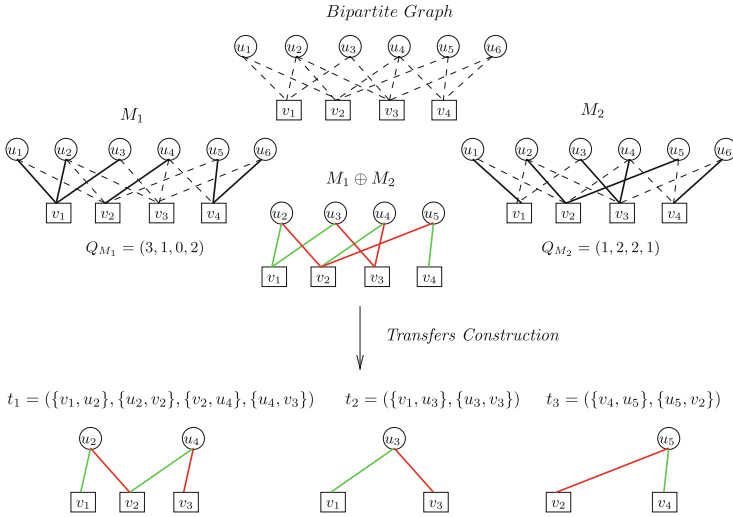 Bipartite Graph
u₁ u₂ u₃ u₄ u₅ u₆
v₁ v₂ v₃ v₄
M₁
u₁ u₂ u₃ u₄ u₅ u₆
v₁ v₂ v₃ v₄
Q_{M₁} = (3, 1, 0, 2)
M₂
u₁ u₂ u₃ u₄ u₅ u₆
v₁ v₂ v₃ v₄
Q_{M₂} = (1, 2, 2, 1)
M₁ ⊕ M₂
u₂ u₃ u₄ u₅
v₁ v₂ v₃ v₄
Transfers Construction
t₁ = ({v₁, u₂}, {u₂, v₂}, {v₂, u₄}, {u₄, v₃})
u₂ u₄
v₁ v₂ v₃
t₂ = ({v₁, u₃}, {u₃, v₃})
u₃
v₁ v₃
t₃ = ({v₄, u₅}, {u₅, v₂})
u₅
v₂ v₄